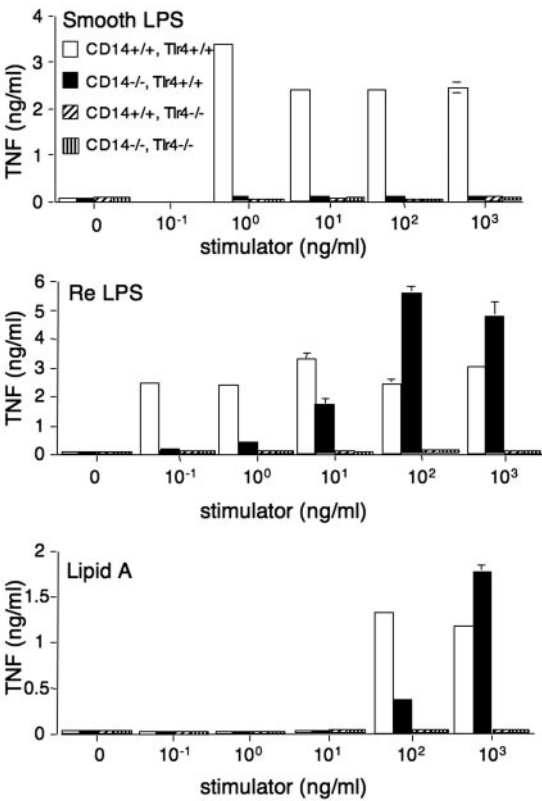 Smooth LPS
CD14+/+, Tlr4+/+
CD14-/-, Tlr4+/+
CD14+/+, Tlr4-/-
CD14-/-, Tlr4-/-
TNF (ng/ml)
4
3
2
1
0
0 10⁻¹ 10⁰ 10¹ 10² 10³
stimulator (ng/ml)
Re LPS
TNF (ng/ml)
6
5
4
3
2
1
0
0 10⁻¹ 10⁰ 10¹ 10² 10³
stimulator (ng/ml)
Lipid A
TNF (ng/ml)
2
1.5
1
0.5
0
0 10⁻¹ 10⁰ 10¹ 10² 10³
stimulator (ng/ml)